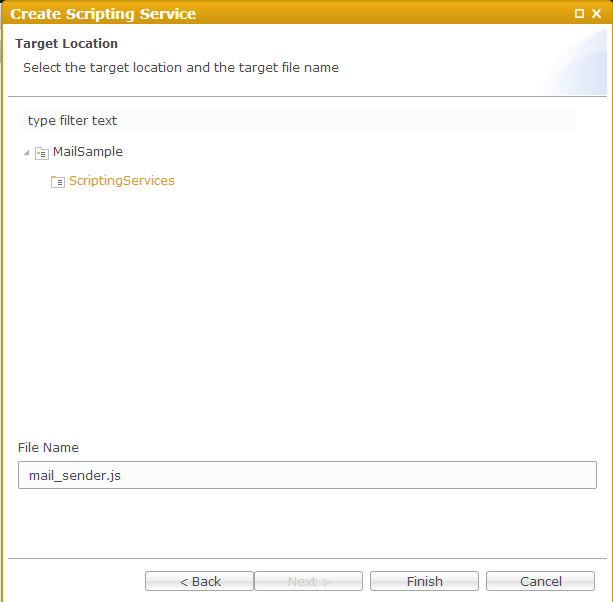 Create Scripting Service
Target Location
Select the target location and the target file name
type filter text
MailSample
ScriptingServices
File Name
mail_sender.js
< Back Next > Finish Cancel